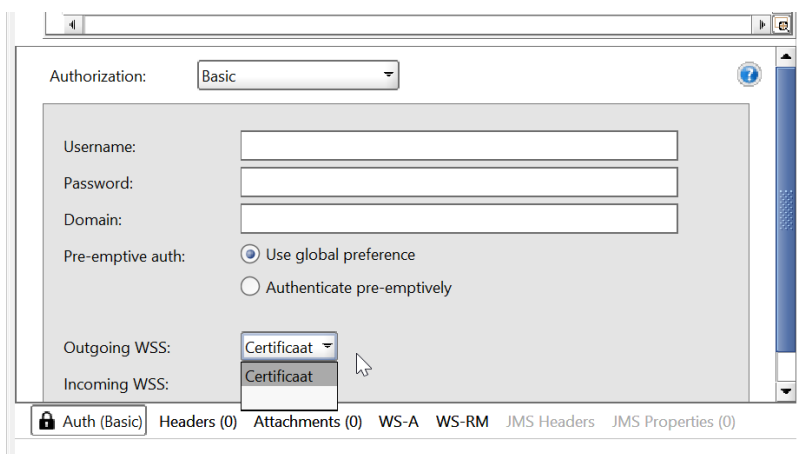 Authorization: Basic
Username:
Password:
Domain:
Pre-emptive auth: Use global preference
Authenticate pre-emptively
Outgoing WSS: Certificaat
Certificaat
Incoming WSS:
Auth (Basic) Headers (0) Attachments (0) WS-A WS-RM JMS Headers JMS Properties (0)